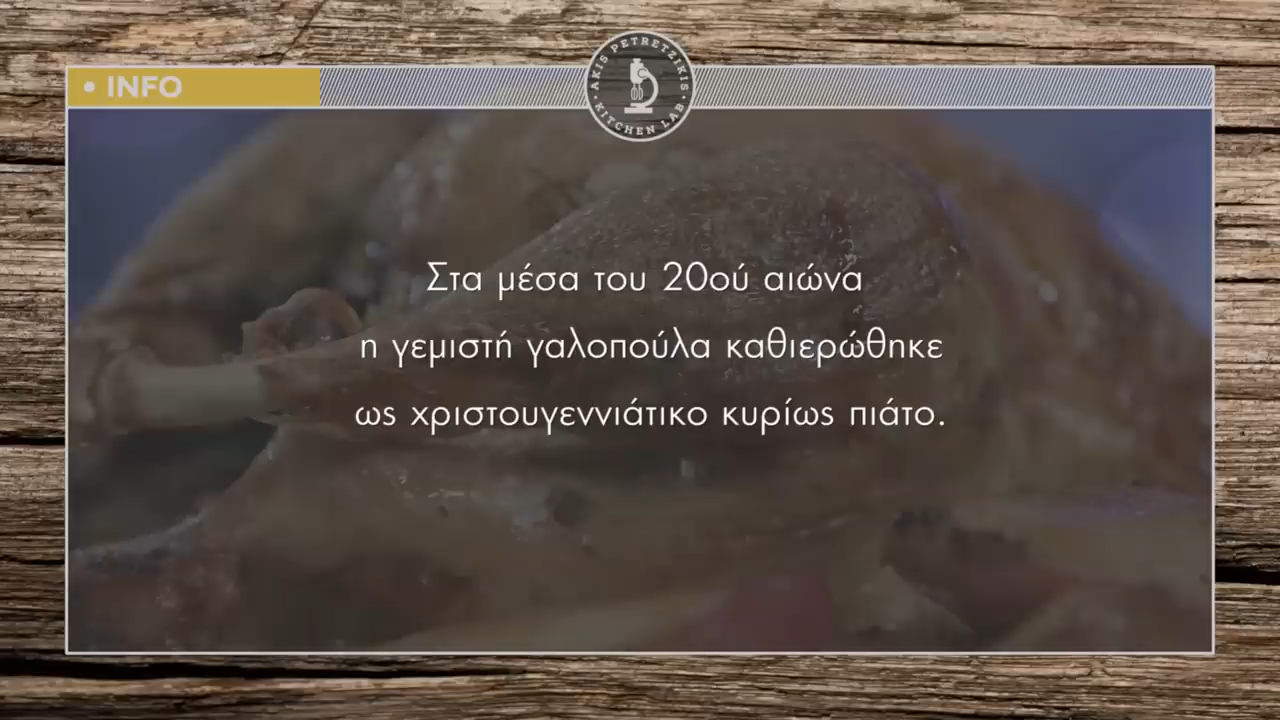 • INFO
AKIS PETRETZIKIS
• KITCHEN LAB •
Στα μέσα του 20ού αιώνα
η γεμιστή γαλοπούλα καθιερώθηκε
ως χριστουγεννιάτικο κυρίως πιάτο.